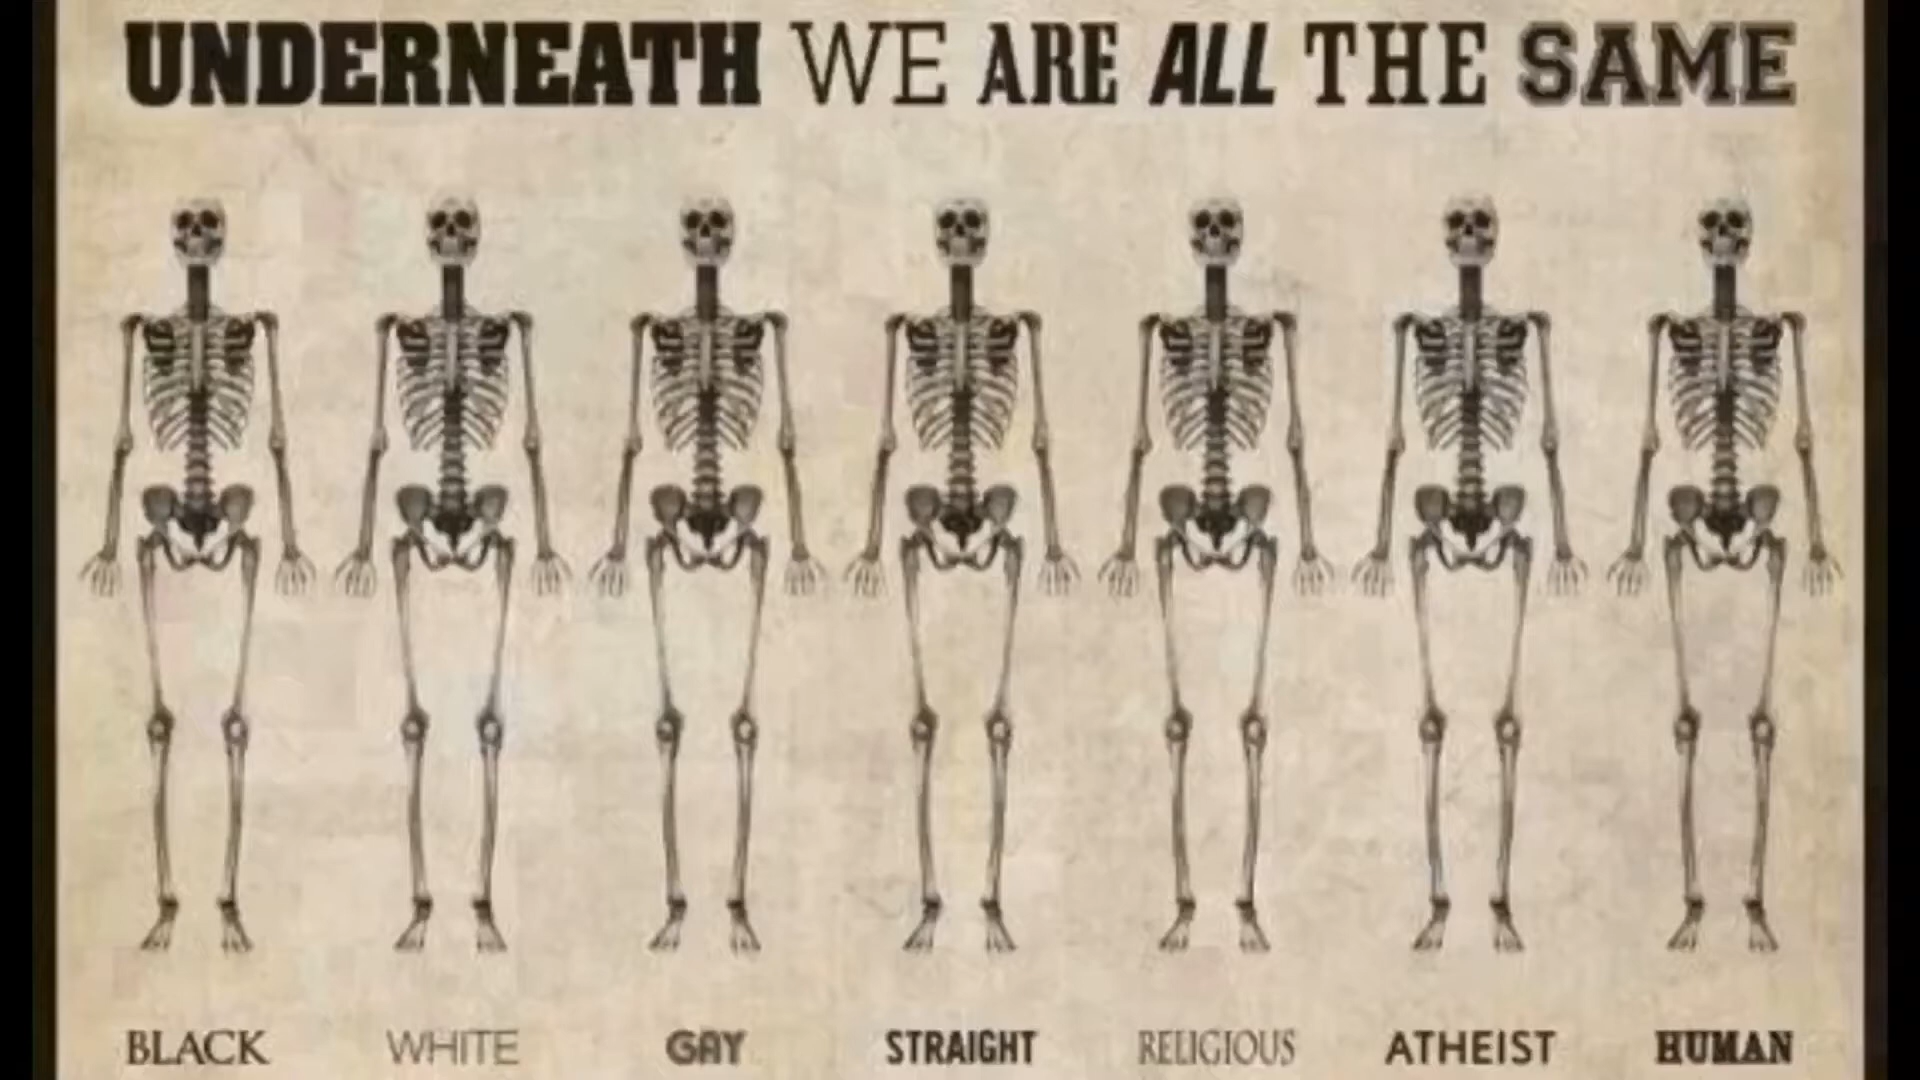 UNDERNEATH WE ARE ALL THE SAME
BLACK WHITE GAY STRAIGHT RELIGIOUS ATHEIST HUMAN